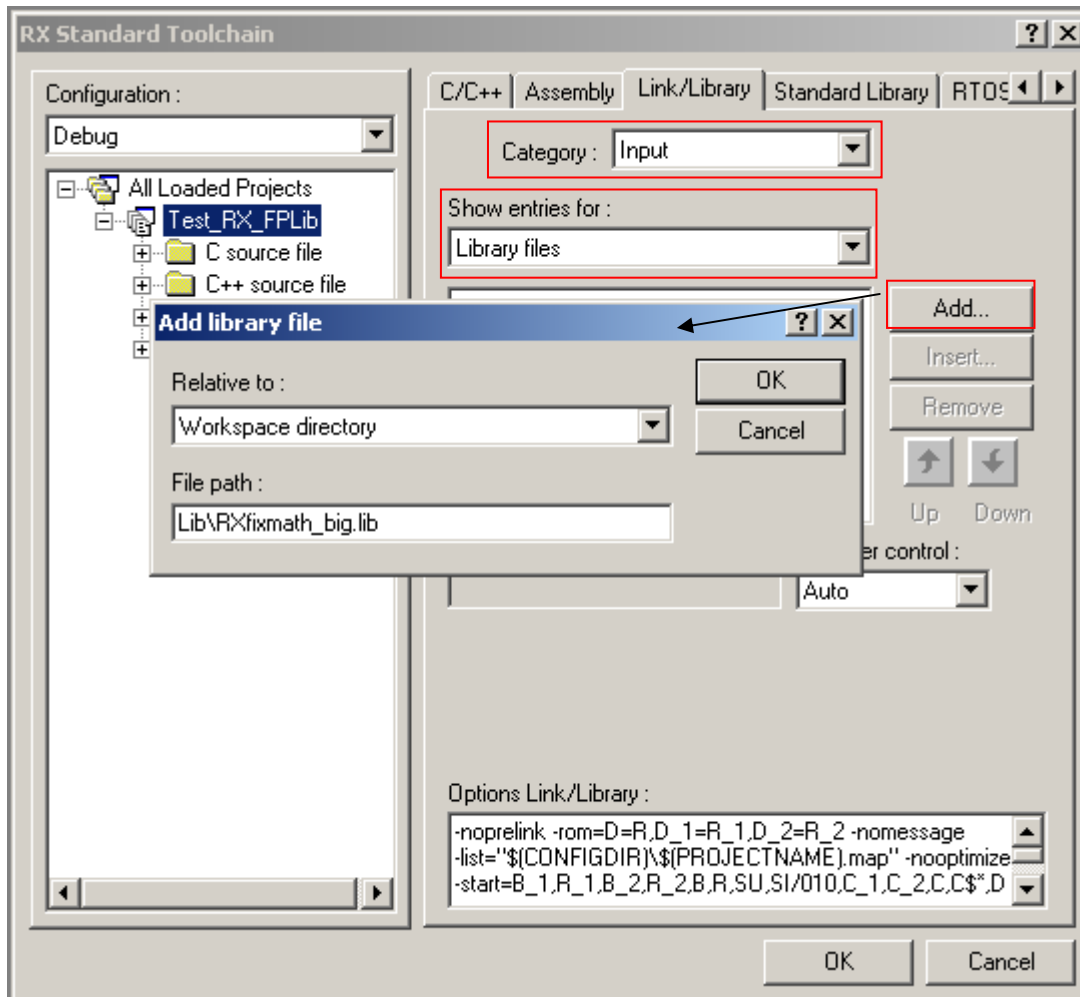 RX Standard Toolchain
Configuration :
Debug
All Loaded Projects
Test_RX_FPLib
C source file
C++ source file
C/C++
Assembly
Link/Library
Standard Library
RTOS
Category :
Input
Show entries for :
Library files
Add...
Insert...
Remove
Up
Down
Add library file
Relative to :
Workspace directory
File path :
Lib\RXfixmath_big.lib
OK
Cancel
er control :
Auto
Options Link/Library :
-noprelink -rom=D=R,D_1=R_1,D_2=R_2 -nomessage
-list="$(CONFIGDIR)\$(PROJECTNAME).map" -nooptimize
-start=B_1,R_1,B_2,R_2,B,R,SU,SI/010,C_1,C_2,C,C$*,D
OK
Cancel